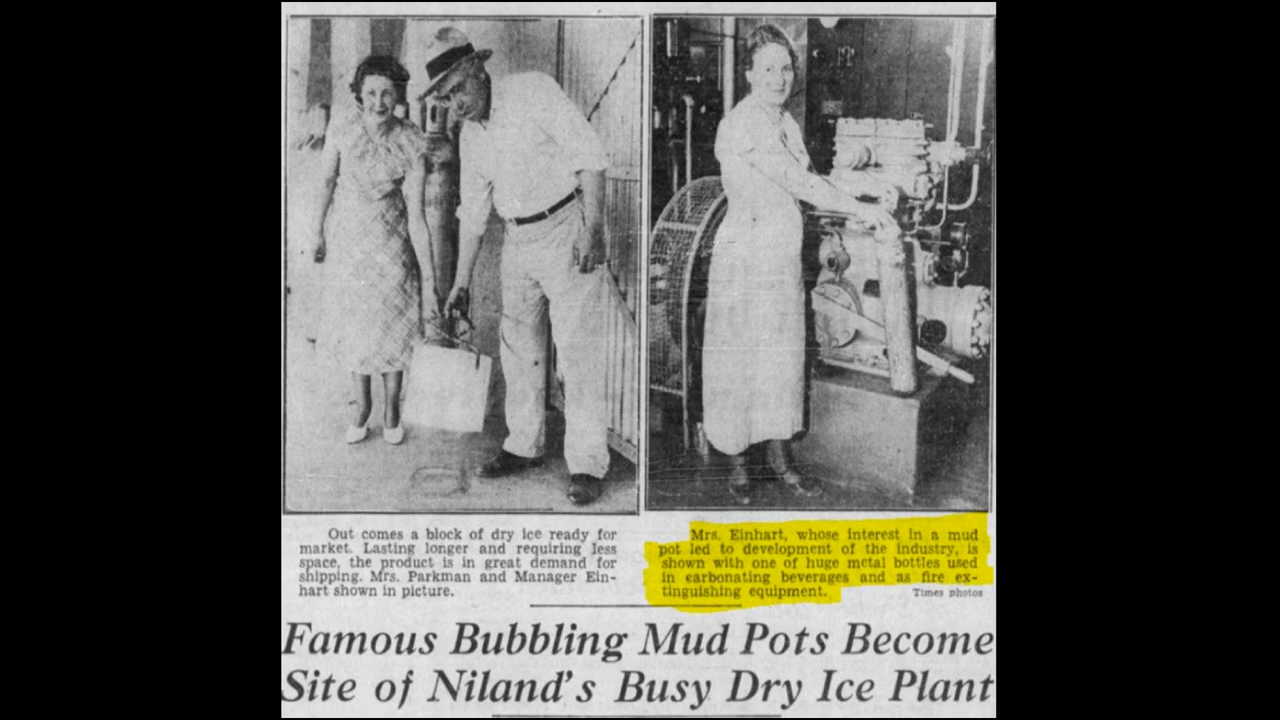 Out comes a block of dry ice ready for
market. Lasting longer and requiring less
space, the product is in great demand for
shipping. Mrs. Parkman and Manager Ein-
hart shown in picture.
Mrs. Einhart, whose interest in a mud
pot led to development of the industry, is
shown with one of huge metal bottles used
in carbonating beverages and as fire ex-
tinguishing equipment.
Times photos
Famous Bubbling Mud Pots Become
Site of Niland's Busy Dry Ice Plant